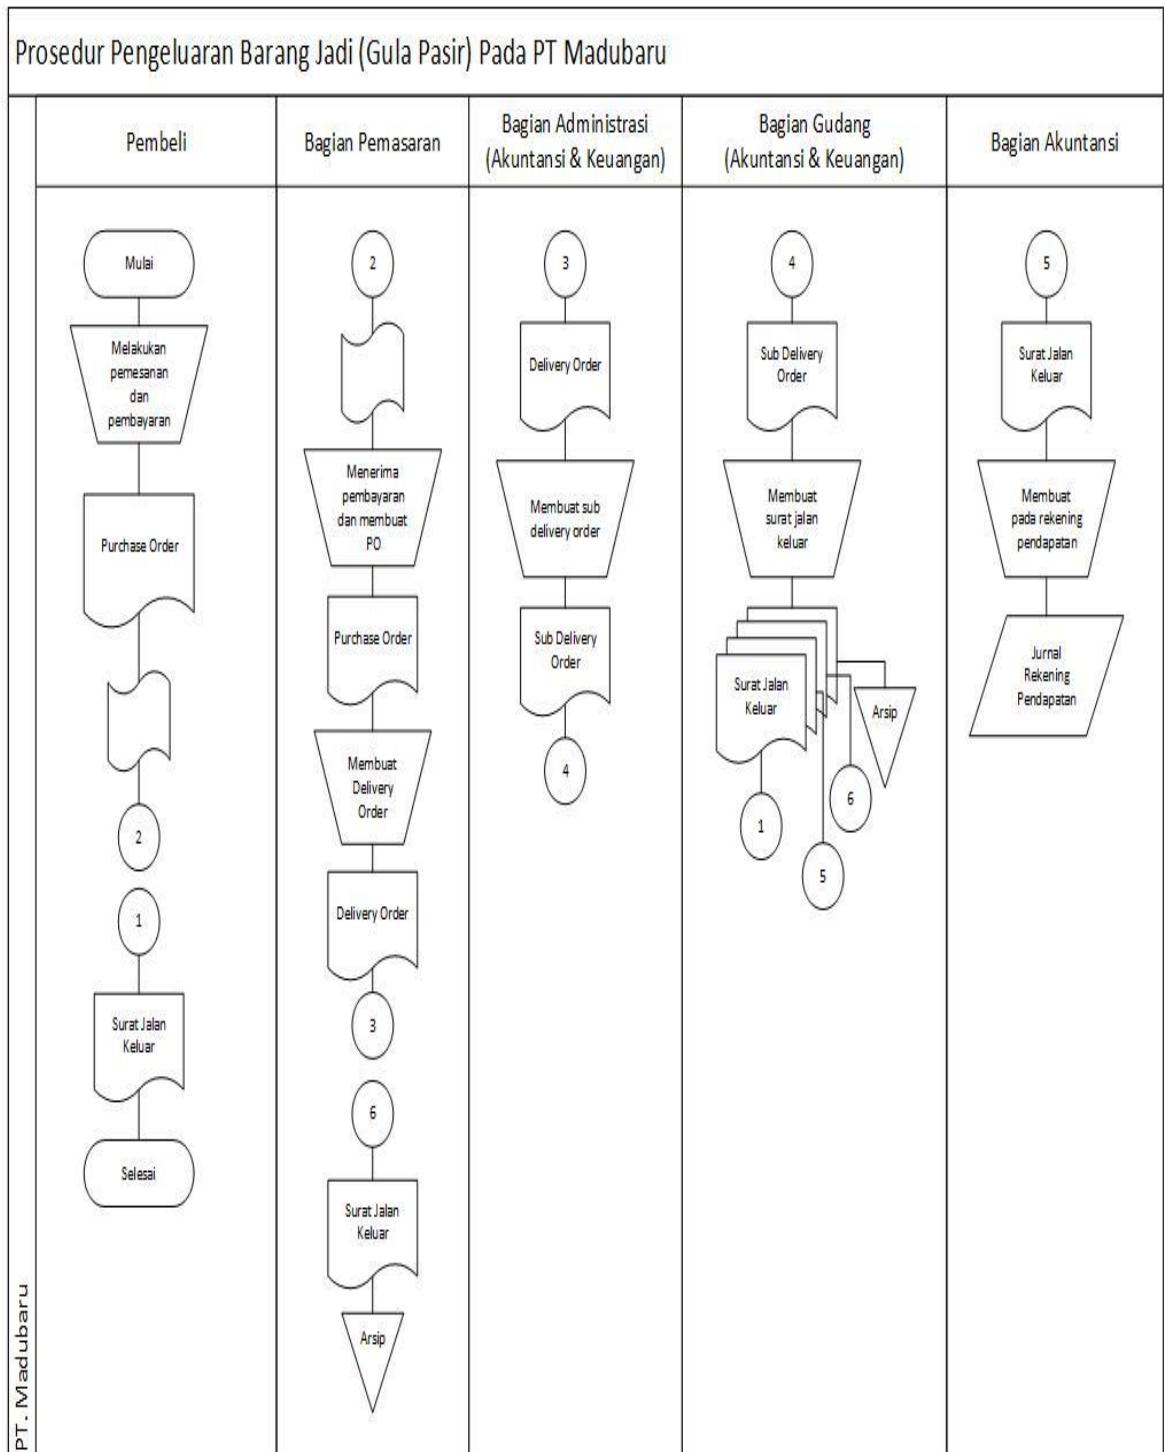 Prosedur Pengeluaran Barang Jadi (Gula Pasir) Pada PT Madubaru
Pembeli
Bagian Pemasaran
Bagian Administrasi
(Akuntansi & Keuangan)
Bagian Gudang
(Akuntansi & Keuangan)
Bagian Akuntansi
Mulai
Melakukan
pemesanan
dan
pembayaran
Purchase Order
2
1
Surat Jalan
Keluar
Selesai
2
Menerima
pembayaran
dan membuat
PO
Purchase Order
Membuat
Delivery
Order
Delivery Order
3
6
Surat Jalan
Keluar
Arsip
3
Delivery Order
Membuat sub
delivery order
Sub Delivery
Order
4
4
Sub Delivery
Order
Membuat
surat jalan
keluar
Surat Jalan
Keluar
Arsip
1
6
5
5
Surat Jalan
Keluar
Membuat
pada rekening
pendapatan
Jurnal
Rekening
Pendapatan
PT. Madubaru